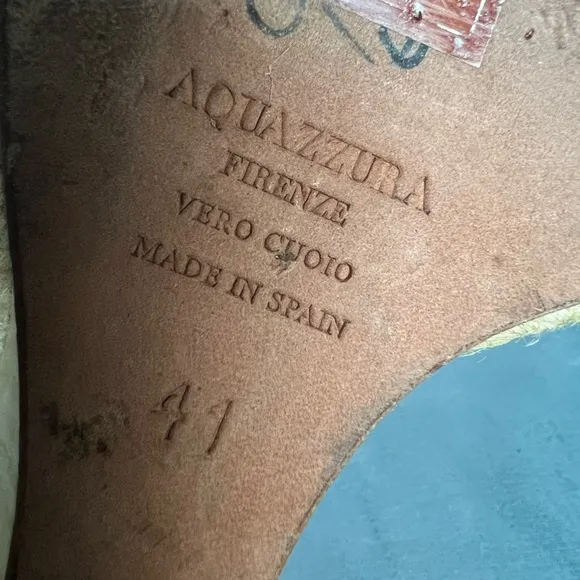 AQUAZZURA
FIRENZE
VERO CUOIO
MADE IN SPAIN
41